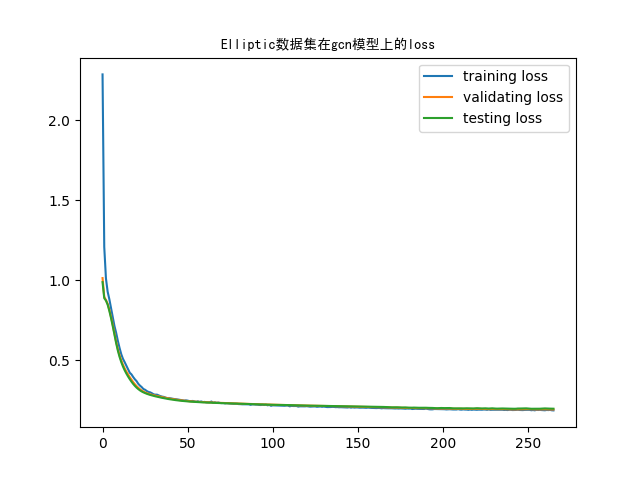 Elliptic数据集在gcn模型上的loss
training loss
validating loss
testing loss
2.0
1.5
1.0
0.5
0
50
100
150
200
250